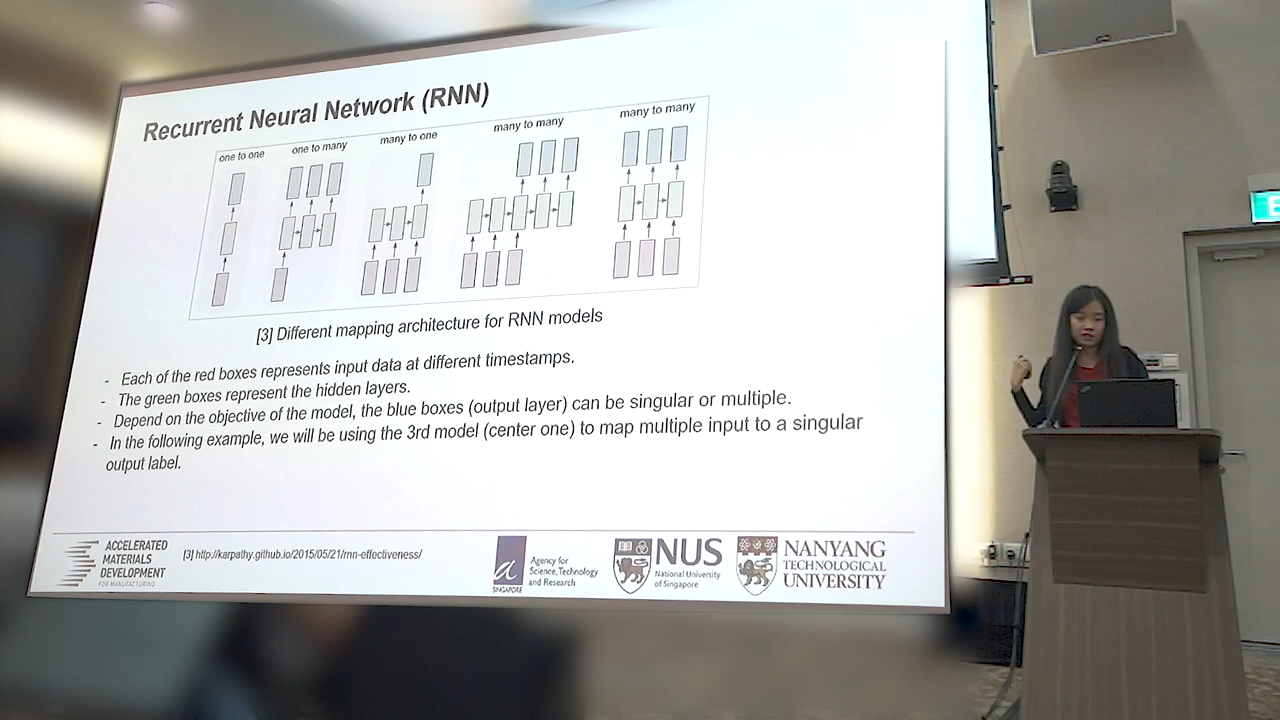 Recurrent Neural Network (RNN)
one to one
one to many
many to one
many to many
many to many
[3] Different mapping architecture for RNN models
- Each of the red boxes represents input data at different timestamps.
- The green boxes represent the hidden layers.
- Depend on the objective of the model, the blue boxes (output layer) can be singular or multiple.
- In the following example, we will be using the 3rd model (center one) to map multiple input to a singular
output label.
ACCELERATED
MATERIALS
DEVELOPMENT
FOR MANUFACTURING
[3] http://karpathy.github.io/2015/05/21/rnn-effectiveness/
a
SINGAPORE
Agency for
Science, Technology
and Research
NUS
National University
of Singapore
NANYANG
TECHNOLOGICAL
UNIVERSITY
E